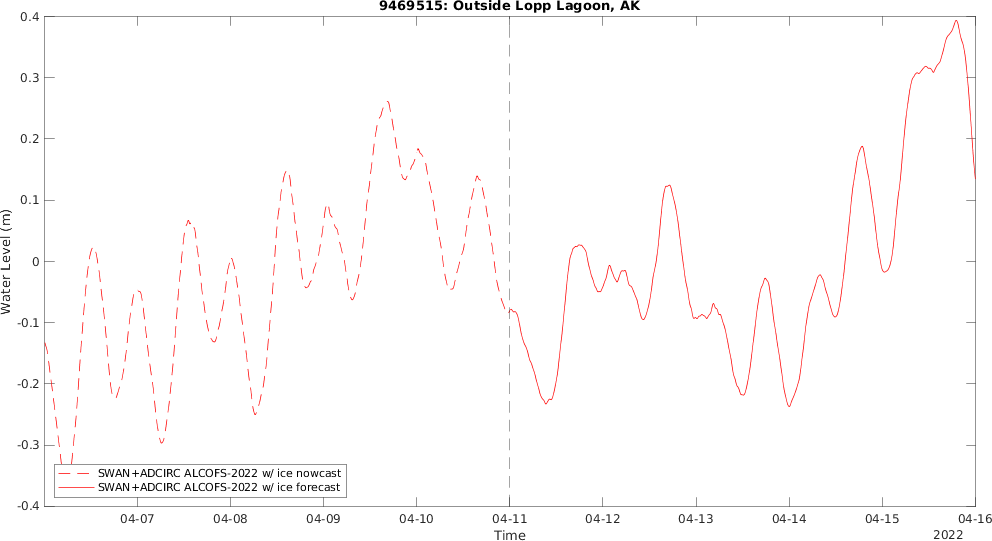 9469515: Outside Lopp Lagoon, AK
0.4
0.3
0.2
0.1
0
-0.1
-0.2
-0.3
-0.4
Water Level (m)
SWAN+ADCIRC ALCOFS-2022 w/ ice nowcast
SWAN+ADCIRC ALCOFS-2022 w/ ice forecast
04-07 04-08 04-09 04-10 04-11 04-12 04-13 04-14 04-15 04-16
Time
2022